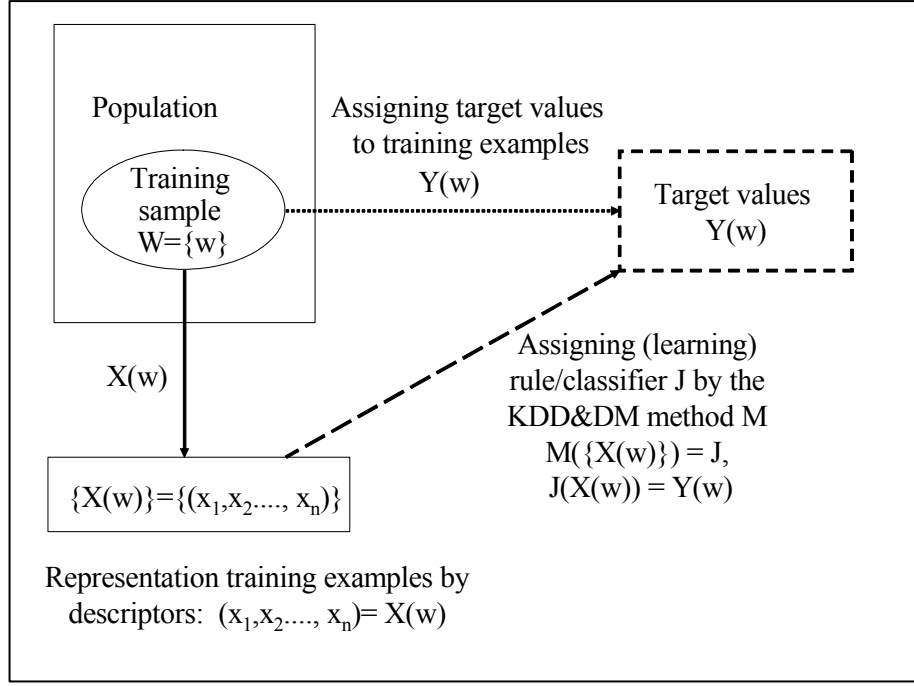 Population
Training
sample
W={w}
Assigning target values
to training examples
Y(w)
Target values
Y(w)
X(w)
Assigning (learning)
rule/classifier J by the
KDD&DM method M
M({X(w)}) = J,
J(X(w)) = Y(w)
{X(w)}={(x₁,x₂...., xₙ)}
Representation training examples by
descriptors: (x₁,x₂...., xₙ)= X(w)